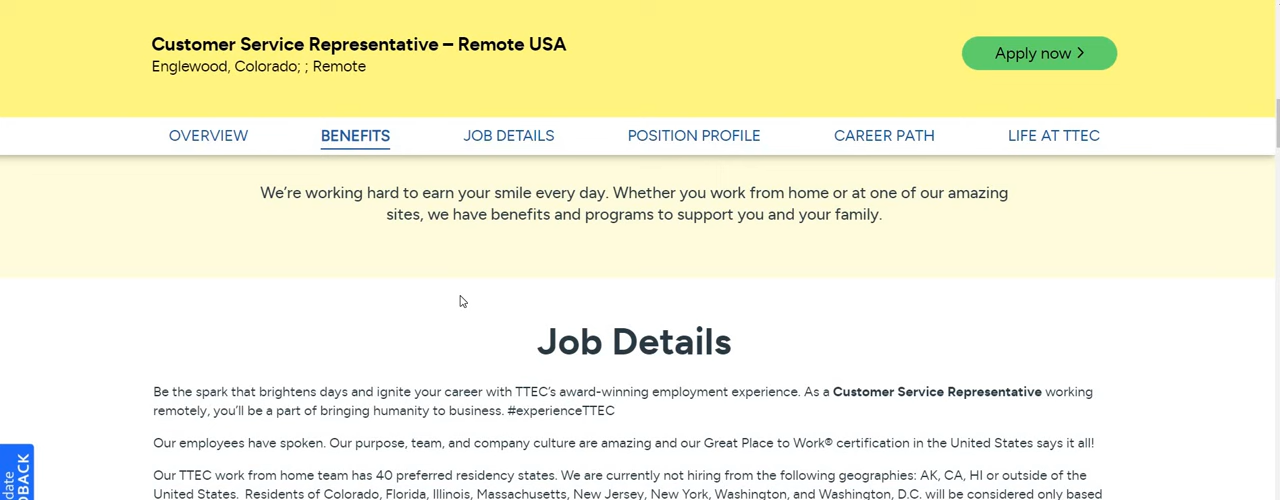 Customer Service Representative – Remote USA
Englewood, Colorado; ; Remote
Apply now
OVERVIEW
BENEFITS
JOB DETAILS
POSITION PROFILE
CAREER PATH
LIFE AT TTEC
We’re working hard to earn your smile every day. Whether you work from home or at one of our amazing
sites, we have benefits and programs to support you and your family.
Job Details
Be the spark that brightens days and ignite your career with TTEC’s award-winning employment experience. As a Customer Service Representative working
remotely, you’ll be a part of bringing humanity to business. #experienceTTEC
Our employees have spoken. Our purpose, team, and company culture are amazing and our Great Place to Work® certification in the United States says it all!
Our TTEC work from home team has 40 preferred residency states. We are currently not hiring from the following geographies: AK, CA, HI or outside of the
United States. Residents of Colorado, Florida, Illinois, Massachusetts, New Jersey, New York, Washington, and Washington, D.C. will be considered only based